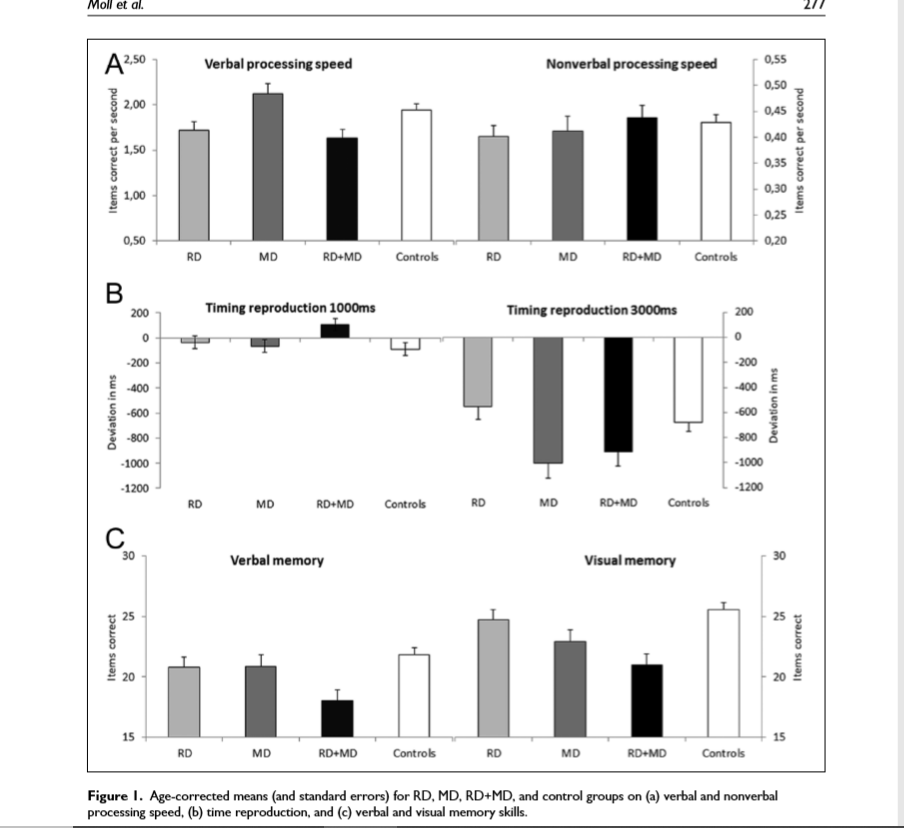 Moll et al.
277
A
Verbal processing speed
Nonverbal processing speed
Items correct per second
2,50
2,00
1,50
1,00
0,50
0,55
0,50
0,45
0,40
0,35
0,30
0,25
0,20
Items correct per second
RD MD RD+MD Controls RD MD RD+MD Controls
B
Timing reproduction 1000ms
Timing reproduction 3000ms
Deviation in ms
200
0
-200
-400
-600
-800
-1000
-1200
200
0
-200
-400
-600
-800
-1000
-1200
Deviation in ms
RD MD RD+MD Controls RD MD RD+MD Controls
C
Verbal memory
Visual memory
Items correct
30
25
20
15
30
25
20
15
Items correct
RD MD RD+MD Controls RD MD RD+MD Controls
Figure 1. Age-corrected means (and standard errors) for RD, MD, RD+MD, and control groups on (a) verbal and nonverbal
processing speed, (b) time reproduction, and (c) verbal and visual memory skills.